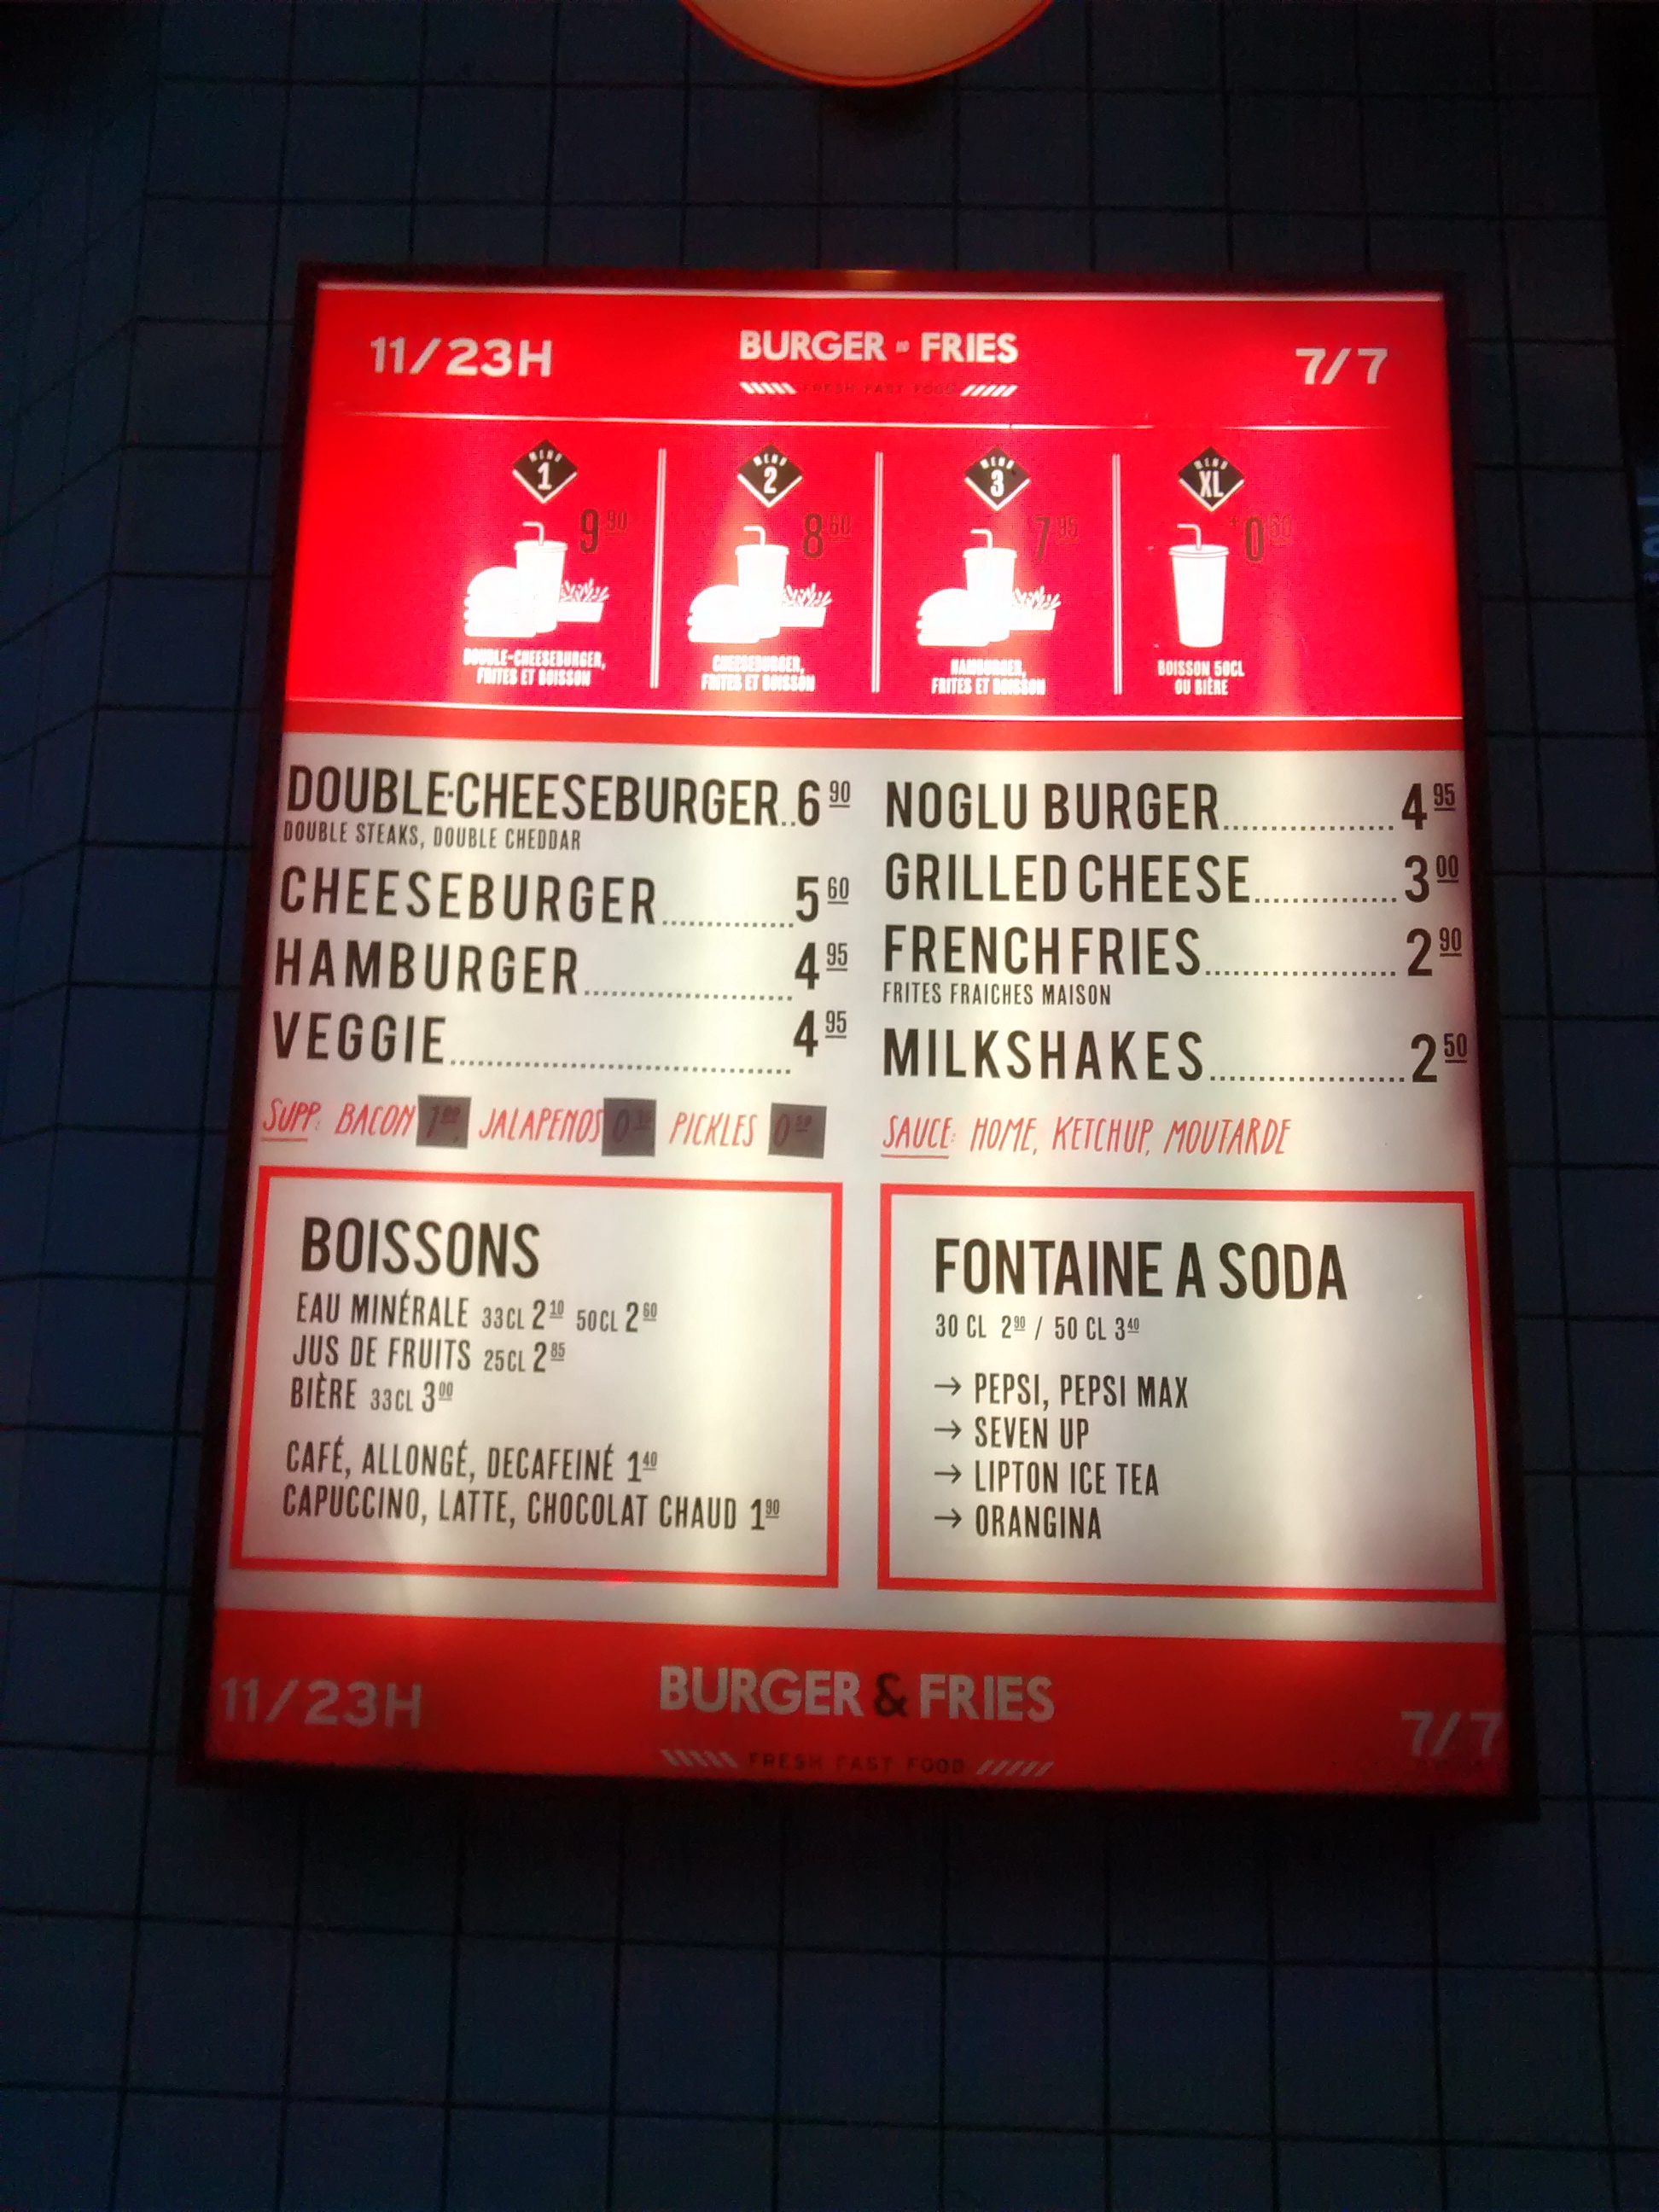 11/23H BURGER AND FRIES 7/7
FRESH FAST FOOD
MENU 1
9 90
DOUBLE-CHEESEBURGER,
FRITES ET BOISSON
MENU 2
8 60
CHEESEBURGER,
FRITES ET BOISSON
MENU 3
7 95
HAMBURGER,
FRITES ET BOISSON
MENU XL
BOISSON 50CL
OU BIÈRE
DOUBLE-CHEESEBURGER..6 90
DOUBLE STEAKS, DOUBLE CHEDDAR
CHEESEBURGER............5 60
HAMBURGER....................4 95
VEGGIE.................................4 95
SUPP: BACON 1 00, JALAPENOS PICKLES 0 50
NOGLU BURGER.................4 95
GRILLED CHEESE..............3 00
FRENCH FRIES...................2 90
FRITES FRAICHES MAISON
MILKSHAKES...................2 50
SAUCE: HOME, KETCHUP, MOUTARDE
BOISSONS
EAU MINÉRALE 33CL 2 10 50CL 2 60
JUS DE FRUITS 25CL 2 85
BIÈRE 33CL 3 00
CAFÉ, ALLONGÉ, DECAFEINÉ 1 40
CAPUCCINO, LATTE, CHOCOLAT CHAUD 1 90
FONTAINE A SODA
30 CL 2 90 / 50 CL 3 40
→ PEPSI, PEPSI MAX
→ SEVEN UP
→ LIPTON ICE TEA
→ ORANGINA
11/23H BURGER & FRIES 7/7
FRESH FAST FOOD